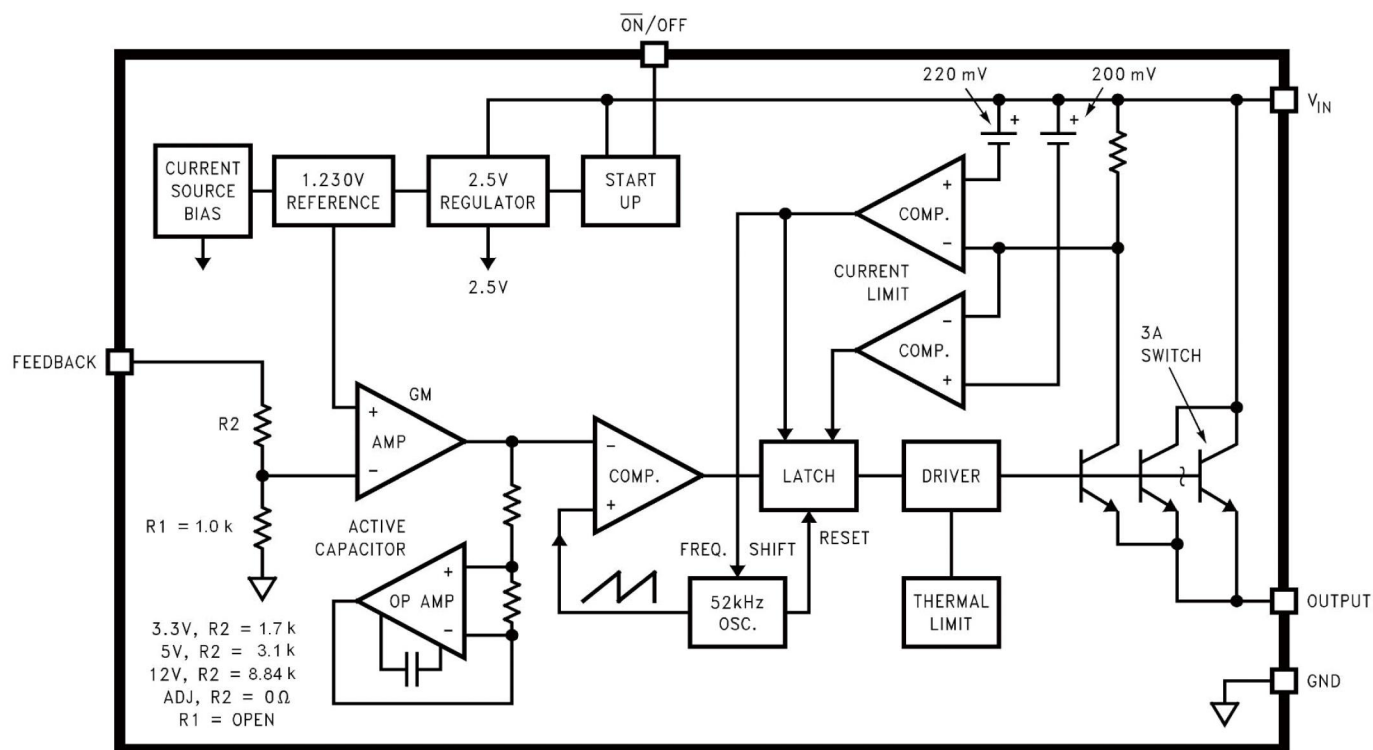 ON/OFF
220 mV
200 mV
VIN
CURRENT
SOURCE
BIAS
1.230V
REFERENCE
2.5V
REGULATOR
START
UP
+
+
+
COMP.
−
2.5V
CURRENT
LIMIT
−
COMP.
+
3A
SWITCH
FEEDBACK
R2
GM
+
AMP
−
−
COMP.
+
LATCH
DRIVER
R1 = 1.0 k
ACTIVE
CAPACITOR
FREQ. SHIFT
RESET
+
OP AMP
−
52kHz
OSC.
THERMAL
LIMIT
OUTPUT
3.3V, R2 = 1.7 k
5V, R2 = 3.1 k
12V, R2 = 8.84 k
ADJ, R2 = 0 Ω
R1 = OPEN
GND